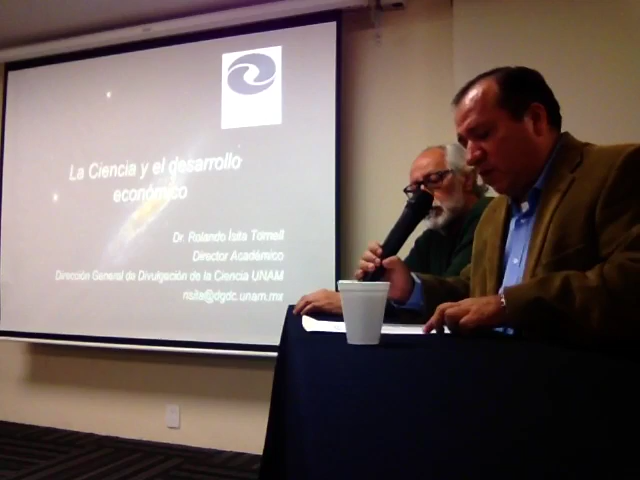 La Ciencia y el desarrollo
económico
Dr. Rolando Ísita Tornell
Director Académico
Dirección General de Divulgación de la Ciencia UNAM
risita@dgdc.unam.mx